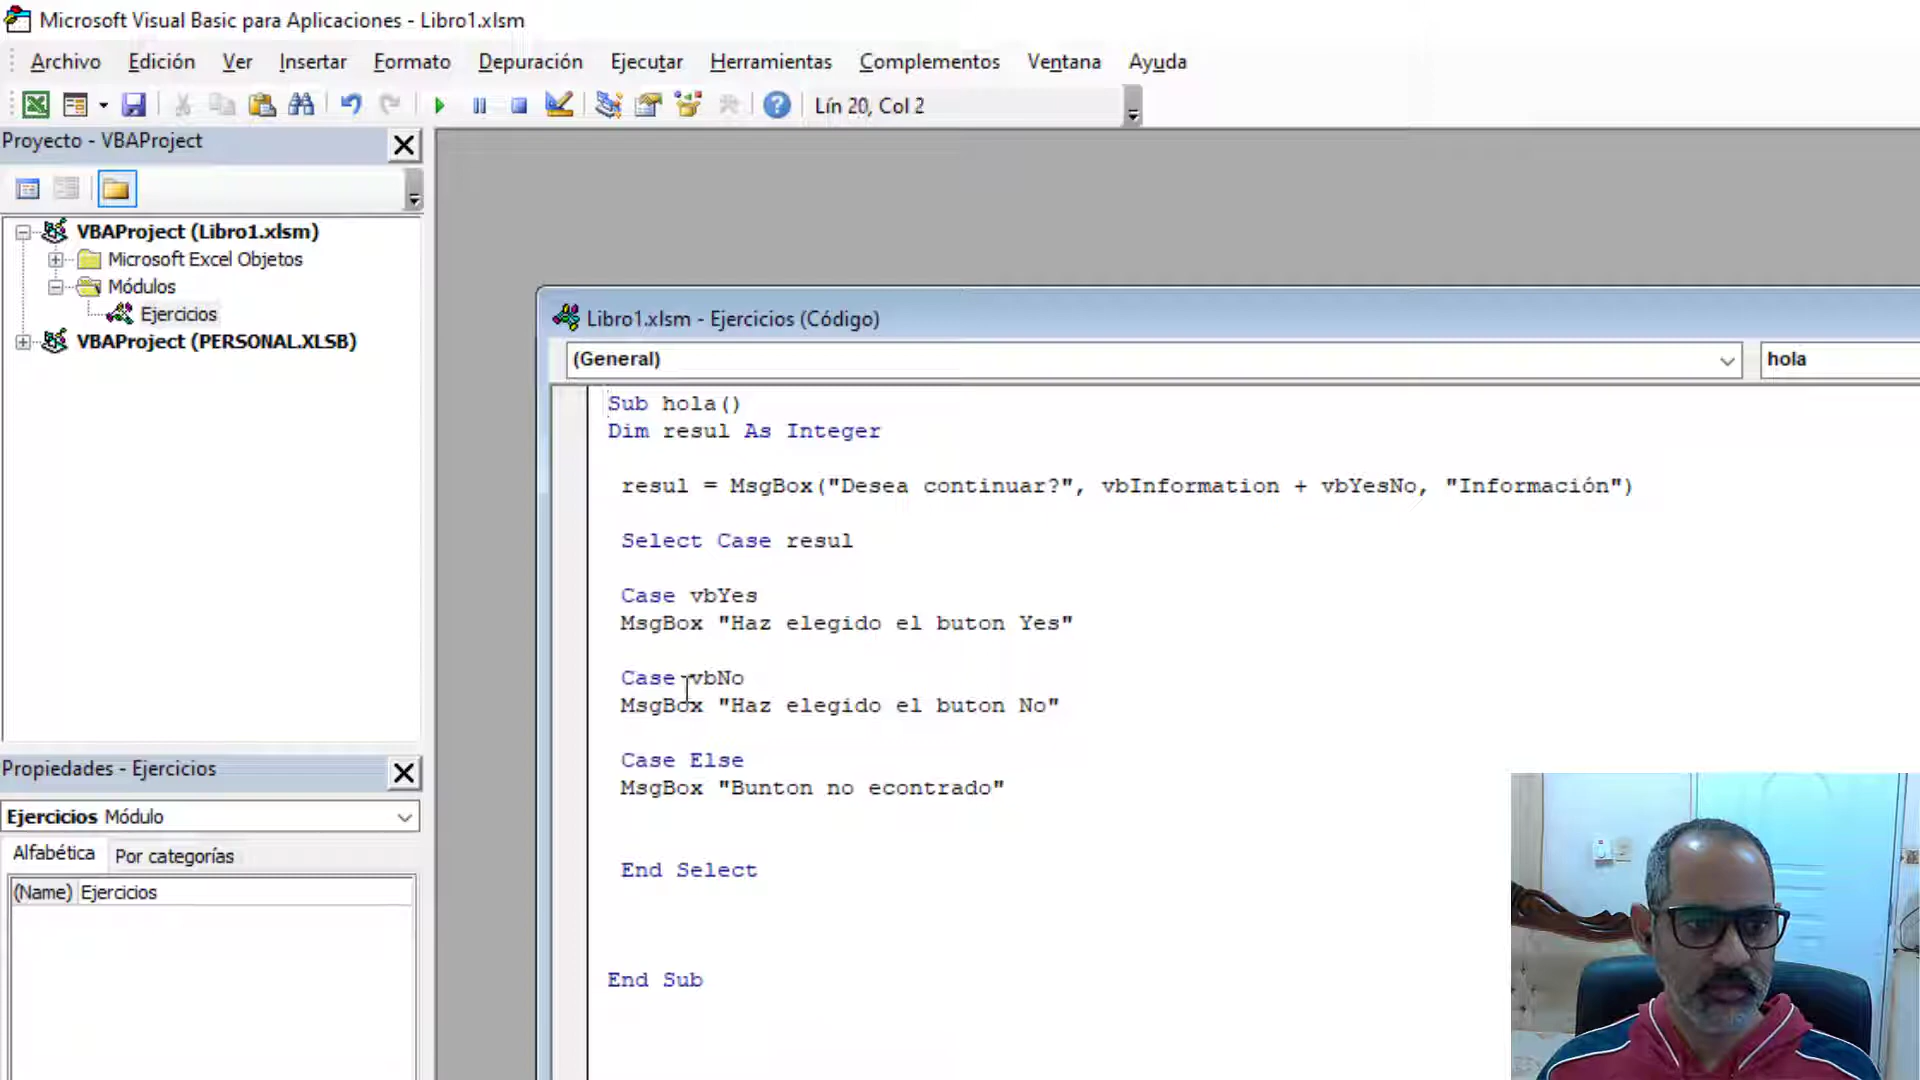 Microsoft Visual Basic para Aplicaciones - Libro1.xlsm
Archivo Edición Ver Insertar Formato Depuración Ejecutar Herramientas Complementos Ventana Ayuda
Lín 20, Col 2
Proyecto - VBAProject
VBAProject (Libro1.xlsm)
Microsoft Excel Objetos
Módulos
Ejercicios
VBAProject (PERSONAL.XLSB)
Propiedades - Ejercicios
Ejercicios Módulo
Alfabética Por categorías
(Name) Ejercicios
Libro1.xlsm - Ejercicios (Código)
(General) hola
Sub hola()
Dim resul As Integer
resul = MsgBox("Desea continuar?", vbInformation + vbYesNo, "Información")
Select Case resul
Case vbYes
MsgBox "Haz elegido el buton Yes"
Case vbNo
MsgBox "Haz elegido el buton No"
Case Else
MsgBox "Bunton no econtrado"
End Select
End Sub